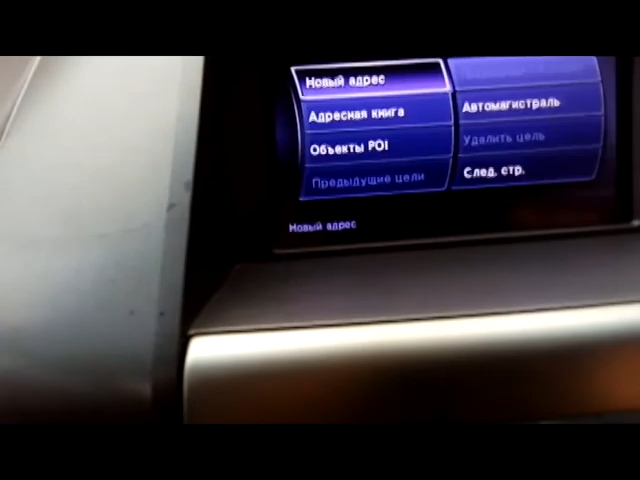 Новый адрес
Адресная книга
Объекты POI
Предыдущие цели
Автомагистраль
Удалить цель
След. стр.
Новый адрес